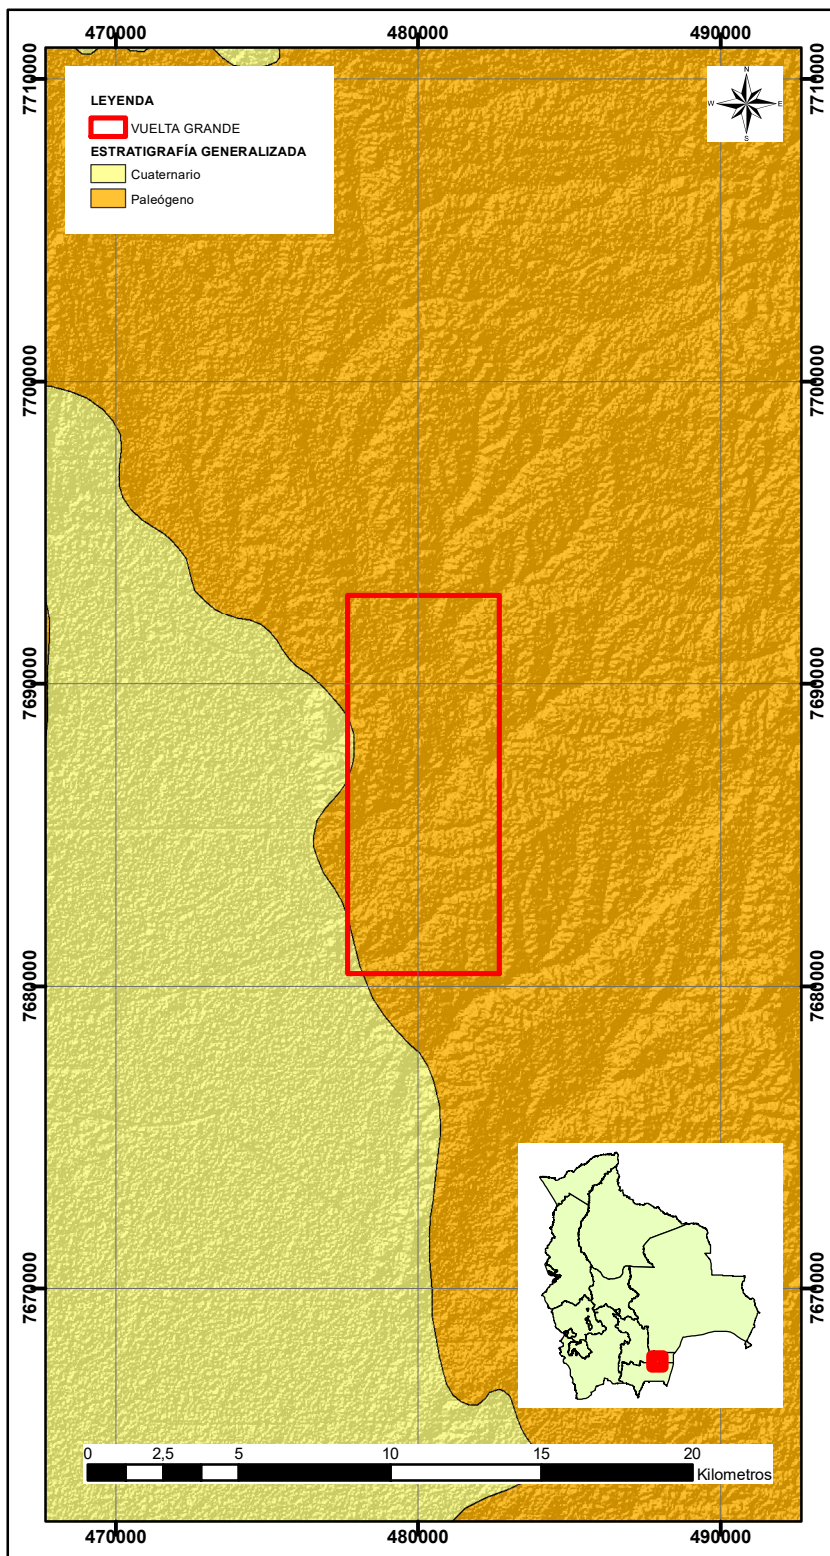 470000 480000 490000
7710000 7710000
LEYENDA
VUELTA GRANDE
ESTRATIGRAFÍA GENERALIZADA
Cuaternario
Paleógeno
N
W E
S
7700000 7700000
7690000 7690000
7680000 7680000
7670000 7670000
0 2,5 5 10 15 20
Kilometros
470000 480000 490000